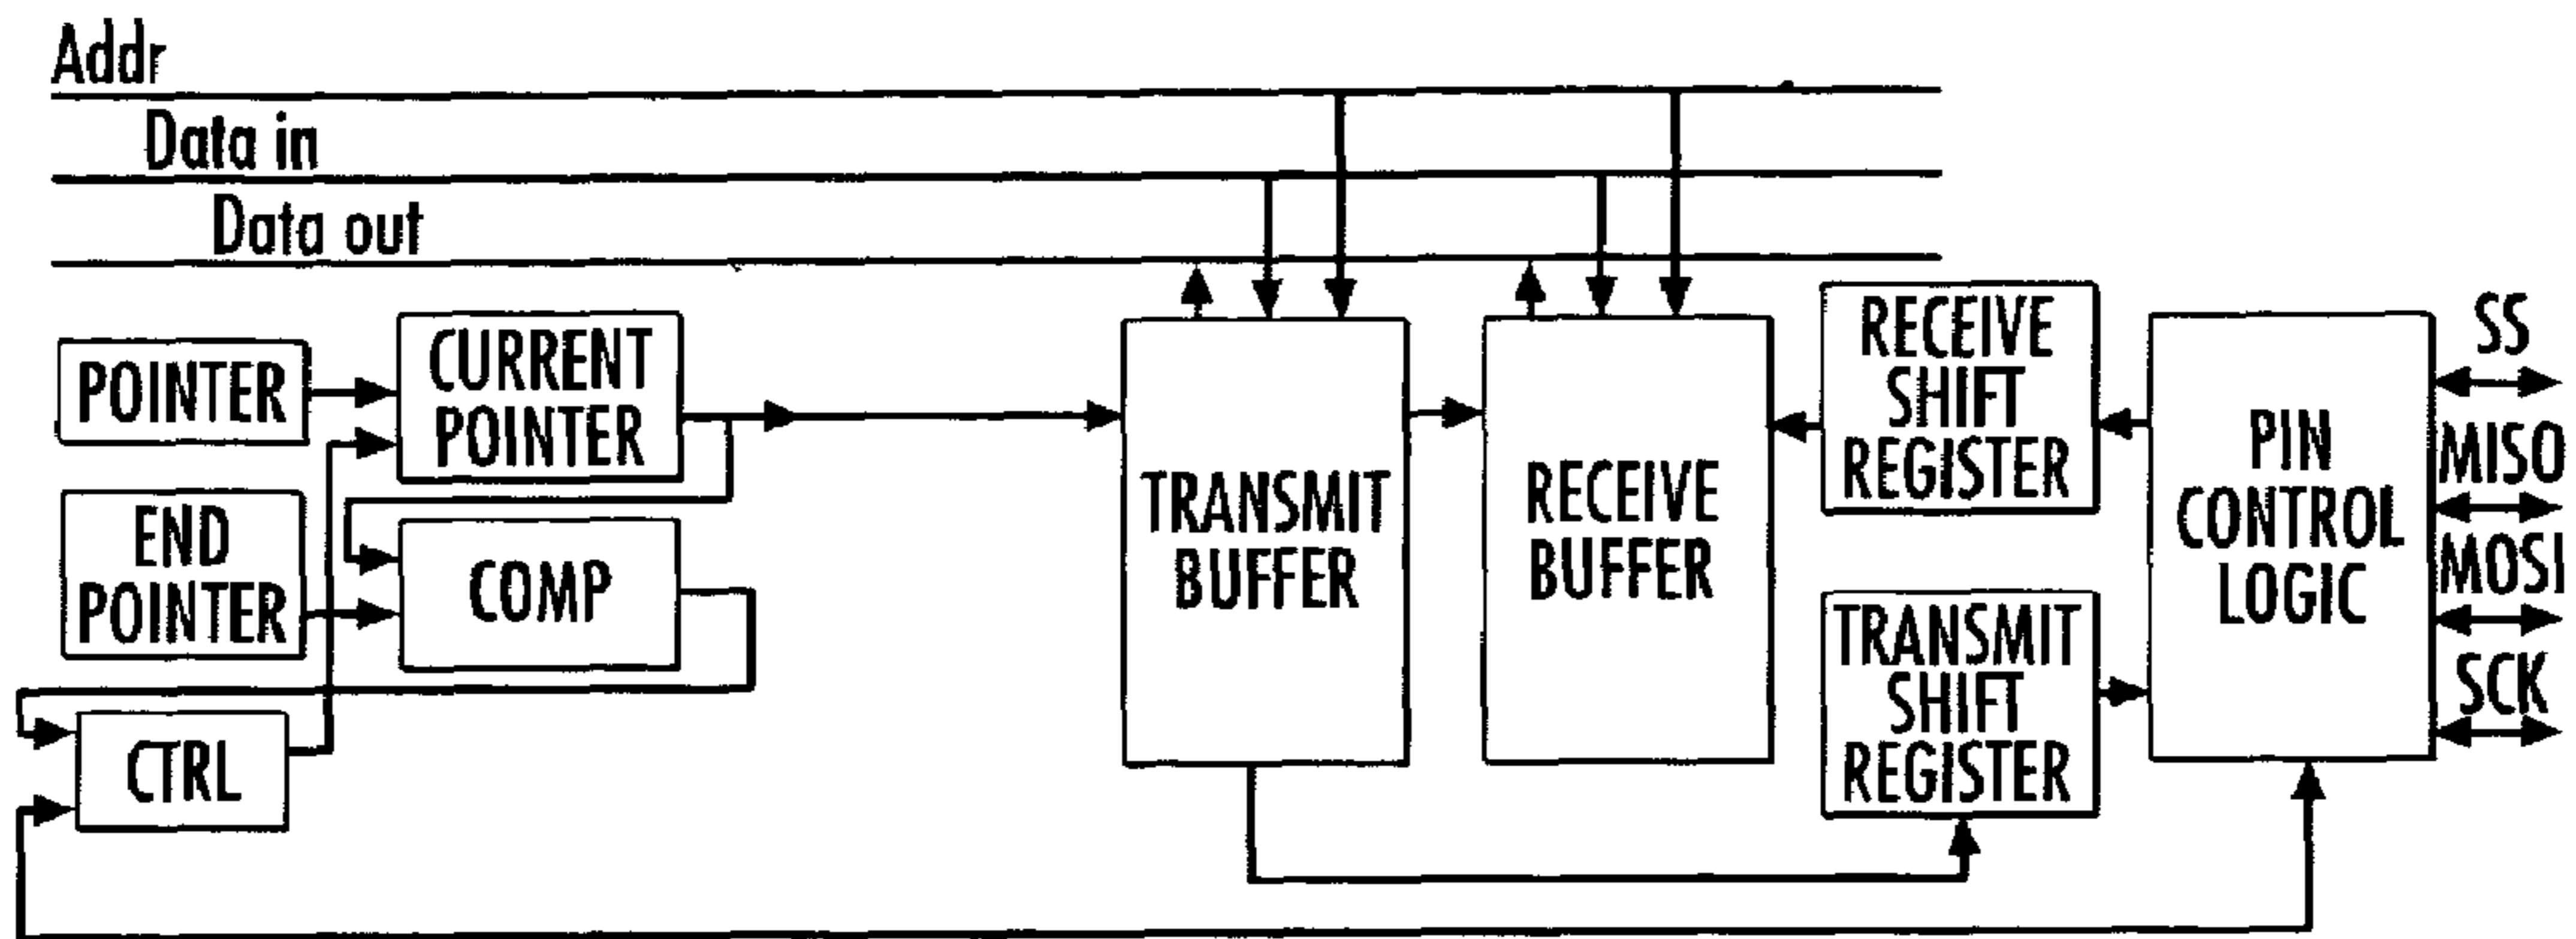 Addr
Data in
Data out
POINTER
CURRENT
POINTER
END
POINTER
COMP
CTRL
TRANSMIT
BUFFER
RECEIVE
BUFFER
RECEIVE
SHIFT
REGISTER
TRANSMIT
SHIFT
REGISTER
PIN
CONTROL
LOGIC
SS
MISO
MOSI
SCK